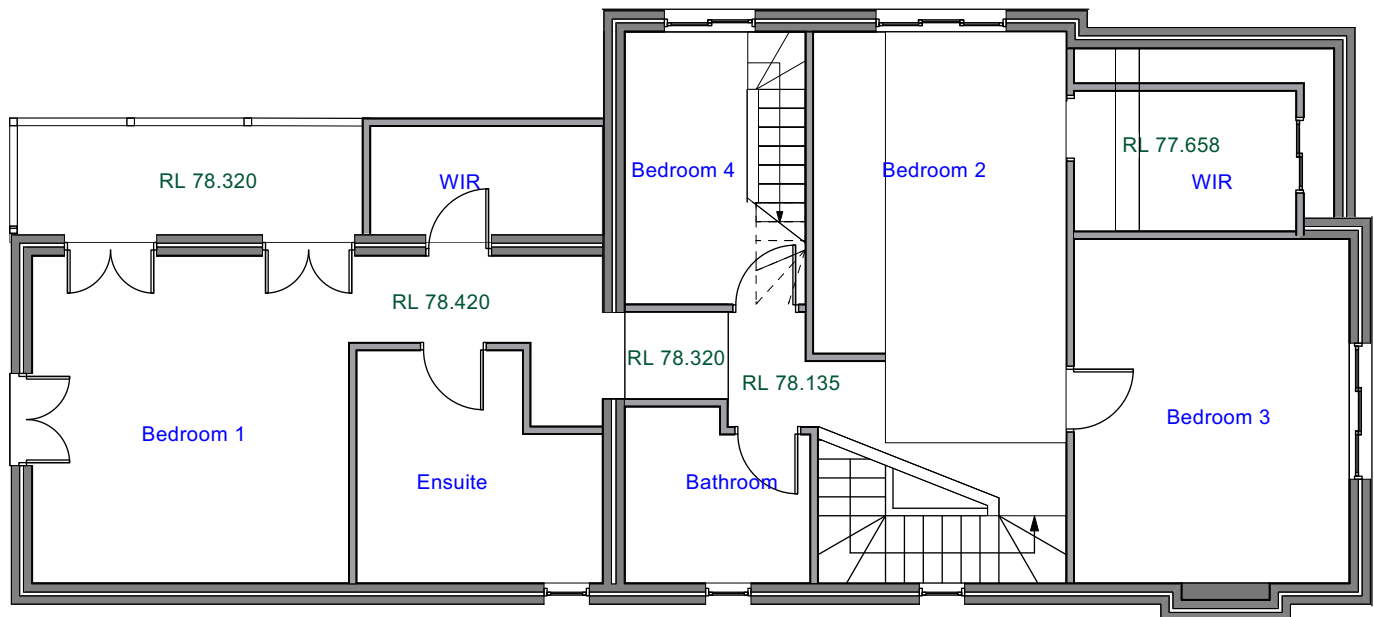 RL 77.658
Bedroom 4
Bedroom 2
RL 78.320
WIR
WIR
RL 78.420
RL 78.320
RL 78.135
Bedroom 3
Bedroom 1
Ensuite
Bathroom